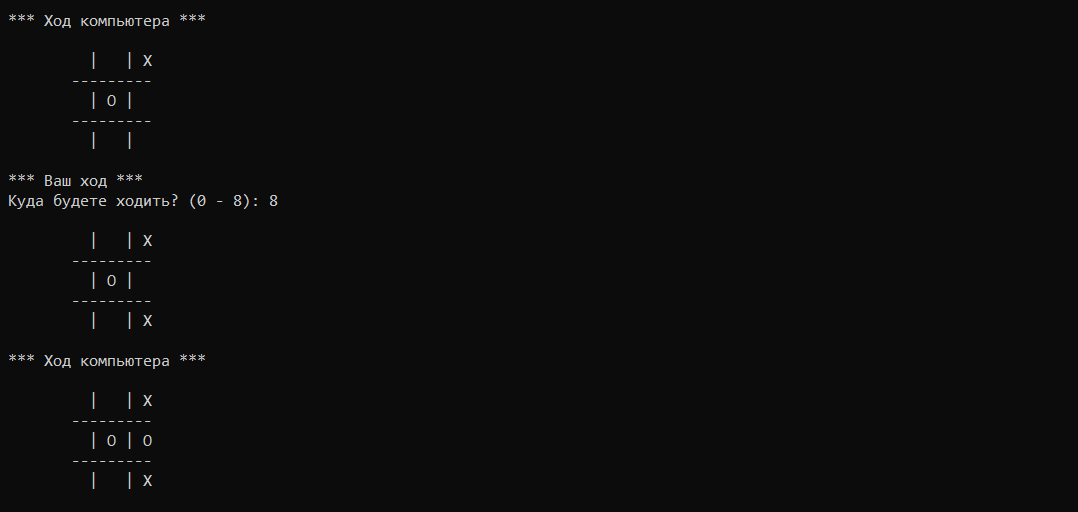 *** Ход компьютера ***
  |   | X
---------
  | O |
---------
  |   |
*** Ваш ход ***
Куда будете ходить? (0 - 8): 8
  |   | X
---------
  | O |
---------
  |   | X
*** Ход компьютера ***
  |   | X
---------
  | O | O
---------
  |   | X